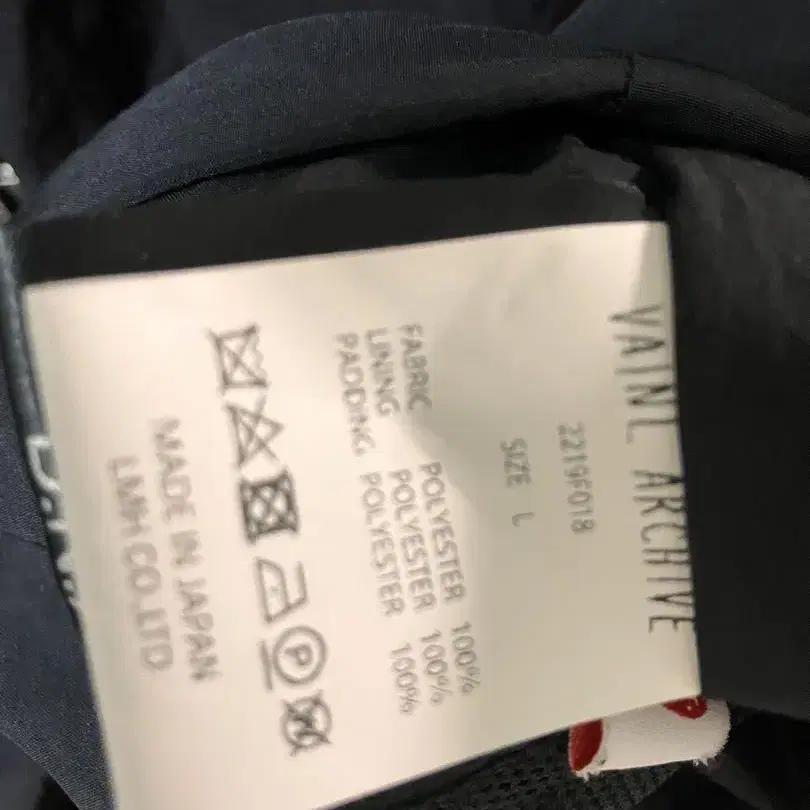 VAINL ARCHIVE
2219F018
SIZE L
FABRIC POLYESTER 100%
LINING POLYESTER 100%
PADDING POLYESTER 100%
P
MADE IN JAPAN
LMH CO.,LTD